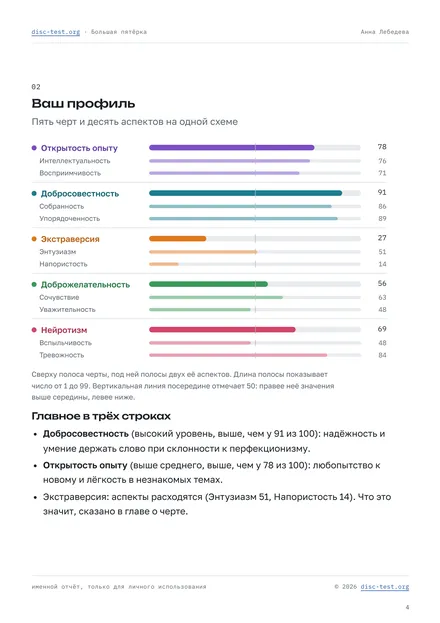 disc-test.org · Большая пятёрка
Анна Лебедева
02
Ваш профиль
Пять черт и десять аспектов на одной схеме
Открытость опыту 78
Интеллектуальность 76
Восприимчивость 71
Добросовестность 91
Собранность 86
Упорядоченность 89
Экстраверсия 27
Энтузиазм 51
Напористость 14
Доброжелательность 56
Сочувствие 63
Уважительность 48
Нейротизм 69
Вспыльчивость 48
Тревожность 84
Сверху полоса черты, под ней полосы двух её аспектов. Длина полосы показывает
число от 1 до 99. Вертикальная линия посередине отмечает 50: правее неё значения
выше середины, левее ниже.
Главное в трёх строках
• Добросовестность (высокий уровень, выше, чем у 91 из 100): надёжность и
умение держать слово при склонности к перфекционизму.
• Открытость опыту (выше среднего, выше, чем у 78 из 100): любопытство к
новому и лёгкость в незнакомых темах.
• Экстраверсия: аспекты расходятся (Энтузиазм 51, Напористость 14). Что это
значит, сказано в главе о черте.
именной отчёт, только для личного использования
© 2026 disc-test.org
4